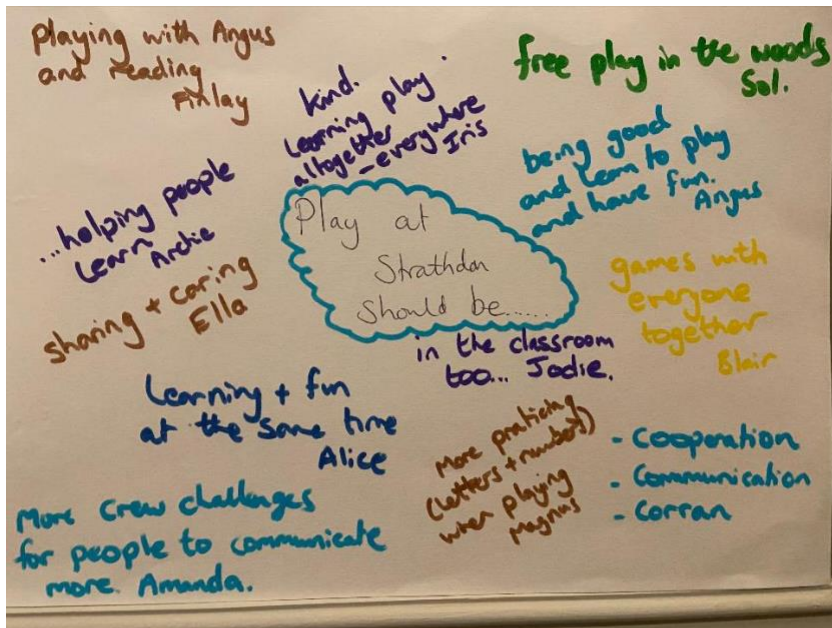 Playing with Angus
and reading
Finlay
kind.
Learning play.
altogether
- everywhere
Iris
free play in the woods
Sol.
being good
and learn to play
and have fun.
Angus
...helping people
learn
Archie
Play at
Strathdon
should be......
sharing + caring
Ella
games with
everyone
together
Blair
in the classroom
too... Jodie.
Learning + fun
at the same time
Alice
More praticing
(letters + numbers)
when playing
Magnus
- Cooperation
- Communication
- Corran
More Crew challenges
for people to communicate
more. Amanda.